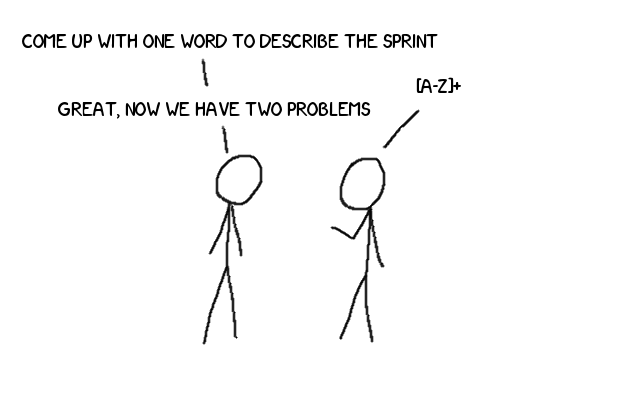 COME UP WITH ONE WORD TO DESCRIBE THE SPRINT
[A-Z]+
GREAT, NOW WE HAVE TWO PROBLEMS